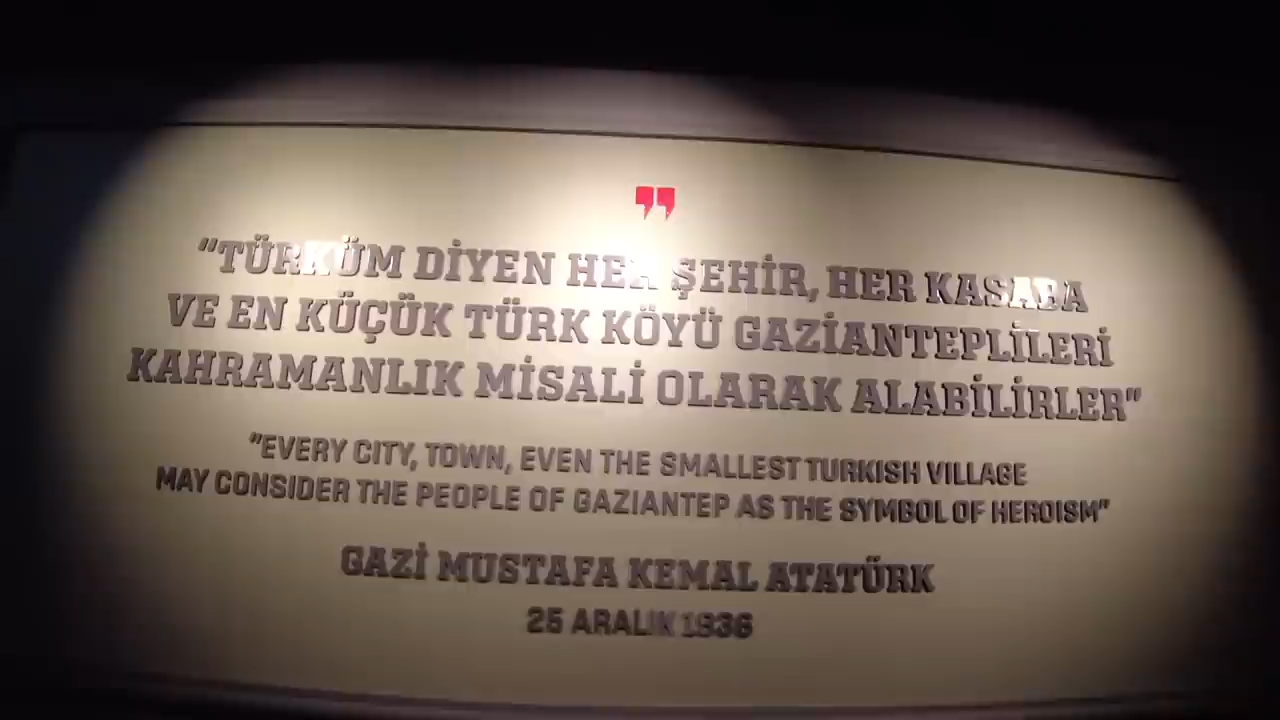 "TÜRKÜM DİYEN HER ŞEHİR, HER KASABA
VE EN KÜÇÜK TÜRK KÖYÜ GAZİANTEPLİLERİ
KAHRAMANLIK MİSALİ OLARAK ALABİLİRLER"
"EVERY CITY, TOWN, EVEN THE SMALLEST TURKISH VILLAGE
MAY CONSIDER THE PEOPLE OF GAZIANTEP AS THE SYMBOL OF HEROISM"
GAZİ MUSTAFA KEMAL ATATÜRK
25 ARALIK 1936